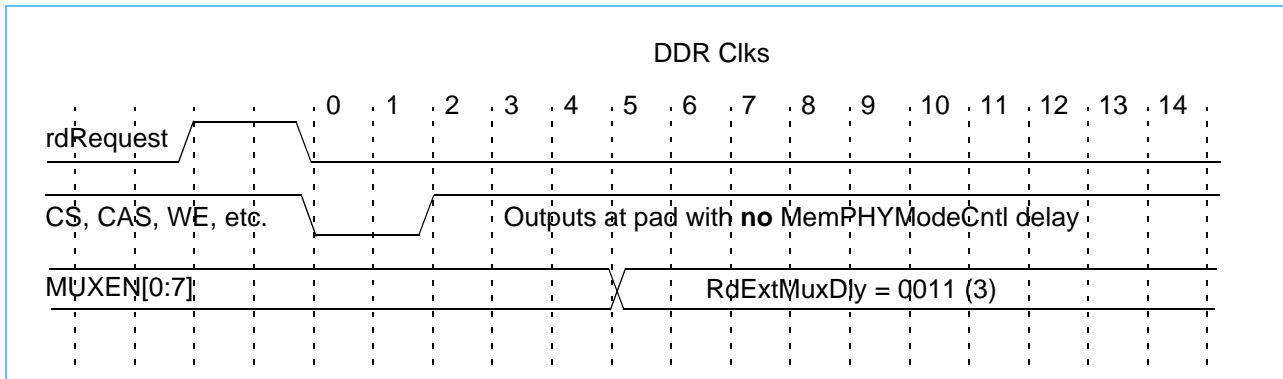 DDR Clks
0 1 2 3 4 5 6 7 8 9 10 11 12 13 14
rdRequest
CS, CAS, WE, etc. Outputs at pad with no MemPHYModeCntl delay
MUXEN[0:7] RdExtMuxDly = 0011 (3)